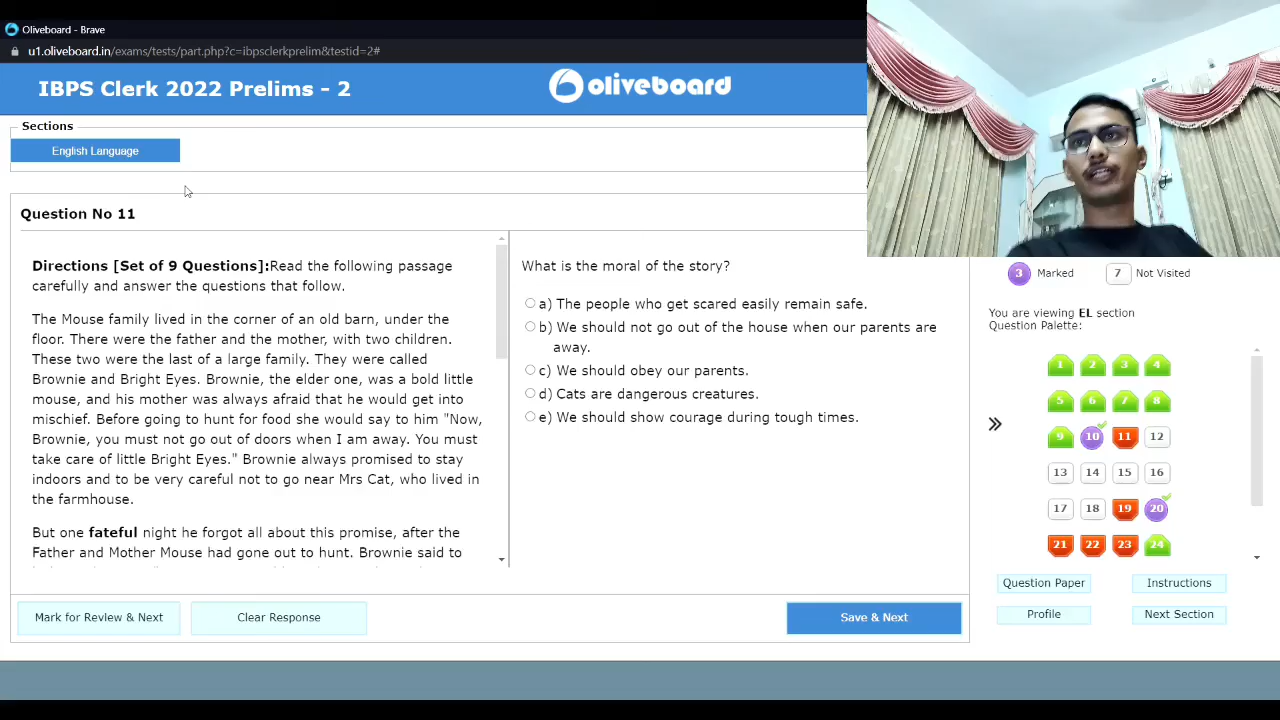 Oliveboard - Brave
u1.oliveboard.in/exams/tests/part.php?c=ibpsclerkprelim&testid=2#
IBPS Clerk 2022 Prelims - 2
oliveboard
Sections
English Language
Question No 11
Directions [Set of 9 Questions]:Read the following passage
carefully and answer the questions that follow.
The Mouse family lived in the corner of an old barn, under the
floor. There were the father and the mother, with two children.
These two were the last of a large family. They were called
Brownie and Bright Eyes. Brownie, the elder one, was a bold little
mouse, and his mother was always afraid that he would get into
mischief. Before going to hunt for food she would say to him "Now,
Brownie, you must not go out of doors when I am away. You must
take care of little Bright Eyes." Brownie always promised to stay
indoors and to be very careful not to go near Mrs Cat, who lived in
the farmhouse.
But one fateful night he forgot all about this promise, after the
Father and Mother Mouse had gone out to hunt. Brownie said to
What is the moral of the story?
a) The people who get scared easily remain safe.
b) We should not go out of the house when our parents are
away.
c) We should obey our parents.
d) Cats are dangerous creatures.
e) We should show courage during tough times.
Mark for Review & Next
Clear Response
Save & Next
3 Marked 7 Not Visited
You are viewing EL section
Question Palette:
1 2 3 4
5 6 7 8
9 10 11 12
13 14 15 16
17 18 19 20
21 22 23 24
Question Paper
Instructions
Profile
Next Section